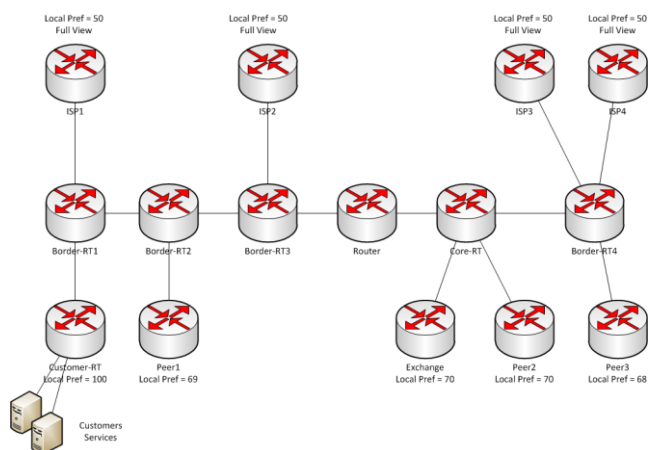 Local Pref = 50
Full View
Local Pref = 50
Full View
Local Pref = 50
Full View
Local Pref = 50
Full View
ISP1
ISP2
ISP3
ISP4
Border-RT1
Border-RT2
Border-RT3
Router
Core-RT
Border-RT4
Customer-RT
Local Pref = 100
Peer1
Local Pref = 69
Exchange
Local Pref = 70
Peer2
Local Pref = 70
Peer3
Local Pref = 68
Customers
Services